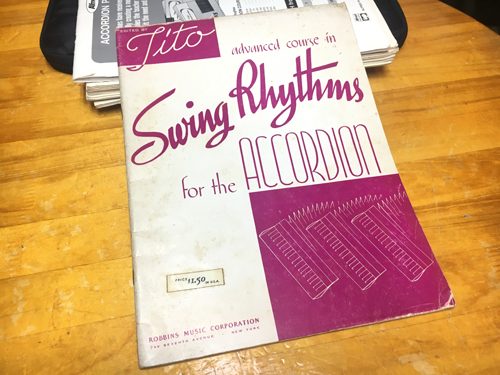 EDITED BY
Tito
advanced course in
Swing Rhythms
for the ACCORDION
PRICE $1.50 IN U.S.A.
ROBBINS MUSIC CORPORATION
799 SEVENTH AVENUE NEW YORK
ACCORDION